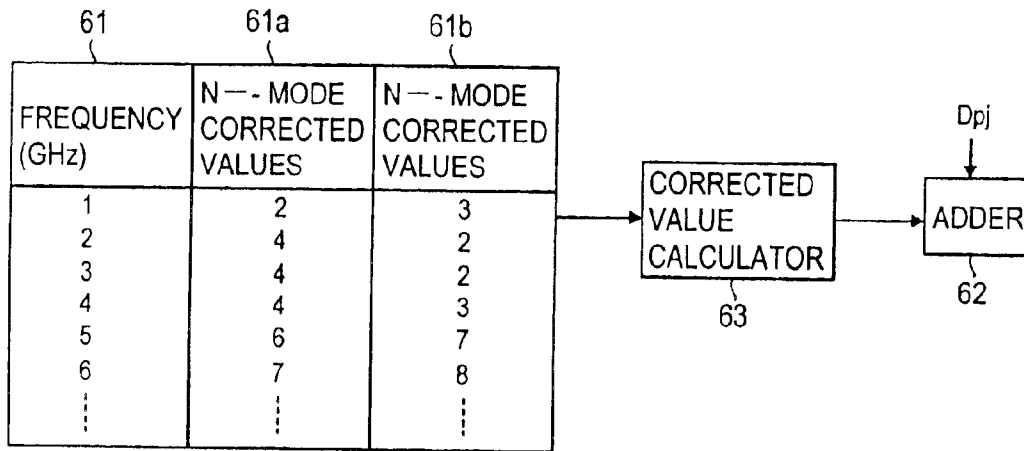 61 61a 61b
FREQUENCY
(GHz)
N—-MODE
CORRECTED
VALUES
N—-MODE
CORRECTED
VALUES
1 2 3
2 4 2
3 4 2
4 4 3
5 6 7
6 7 8
CORRECTED
VALUE
CALCULATOR
63
Dpj
ADDER
62